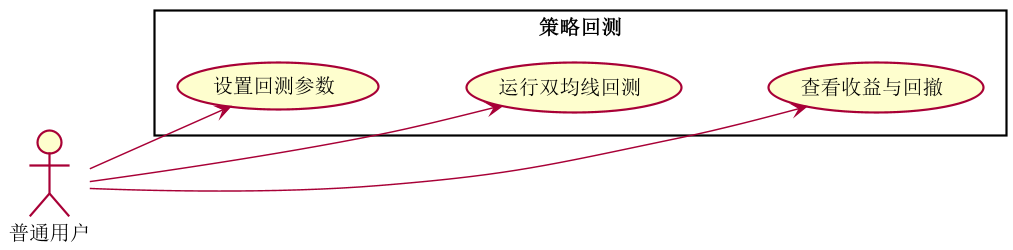 策略回测
设置回测参数
运行双均线回测
查看收益与回撤
普通用户